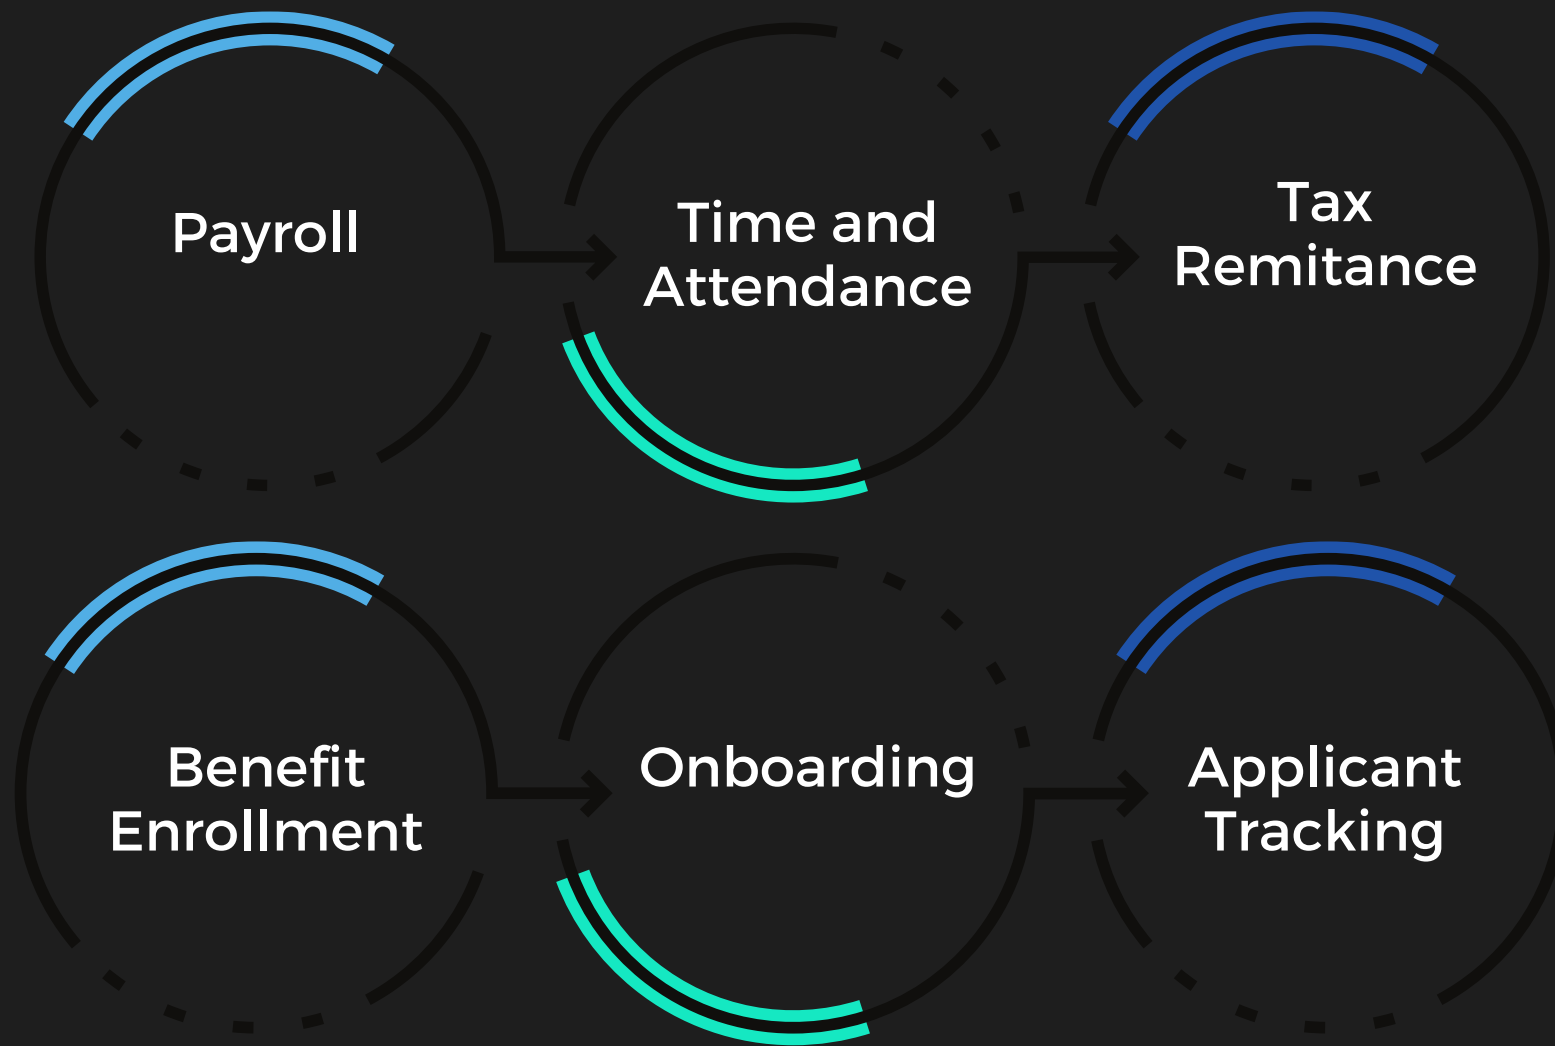 Payroll
Time and
Attendance
Tax
Remitance
Benefit
Enrollment
Onboarding
Applicant
Tracking